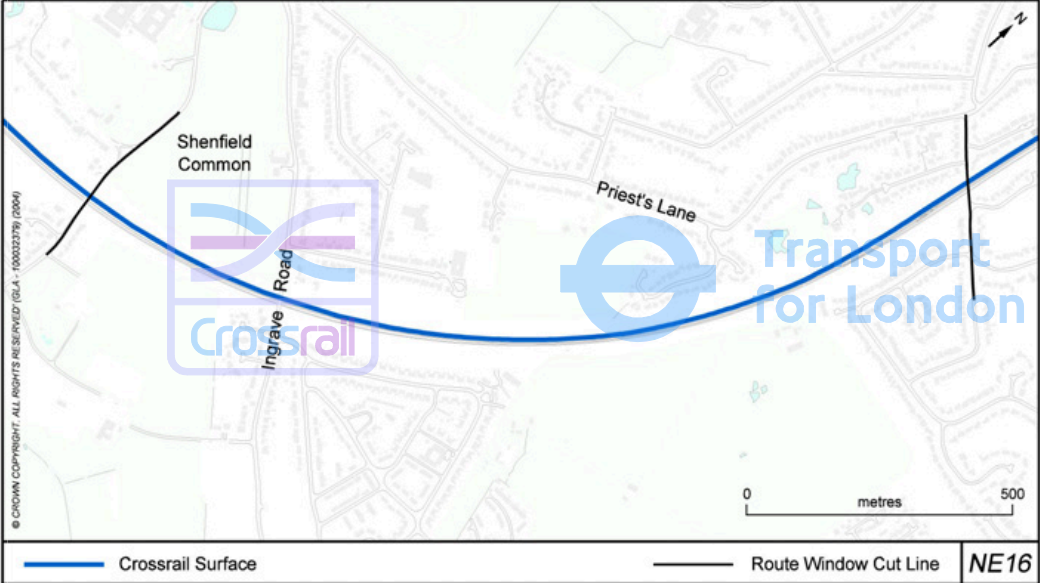 N
Shenfield
Common
Priest's Lane
Ingrave Road
Crossrail
Transport
for London
© CROWN COPYRIGHT. ALL RIGHTS RESERVED' (GLA - 100032379) (2004)
0 metres 500
Crossrail Surface
Route Window Cut Line
NE16